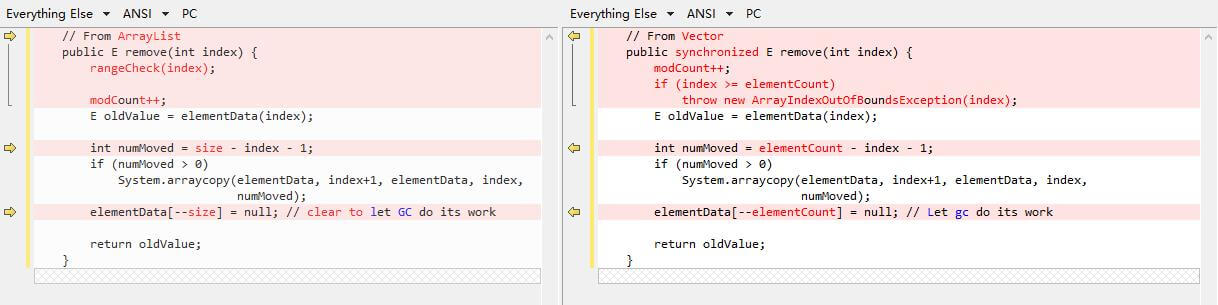 Everything Else ANSI PC
// From ArrayList
public E remove(int index) {
rangeCheck(index);
modCount++;
E oldValue = elementData(index);
int numMoved = size - index - 1;
if (numMoved > 0)
System.arraycopy(elementData, index+1, elementData, index,
numMoved);
elementData[--size] = null; // clear to let GC do its work
return oldValue;
}
Everything Else ANSI PC
// From Vector
public synchronized E remove(int index) {
modCount++;
if (index >= elementCount)
throw new ArrayIndexOutOfBoundsException(index);
E oldValue = elementData(index);
int numMoved = elementCount - index - 1;
if (numMoved > 0)
System.arraycopy(elementData, index+1, elementData, index,
numMoved);
elementData[--elementCount] = null; // Let gc do its work
return oldValue;
}